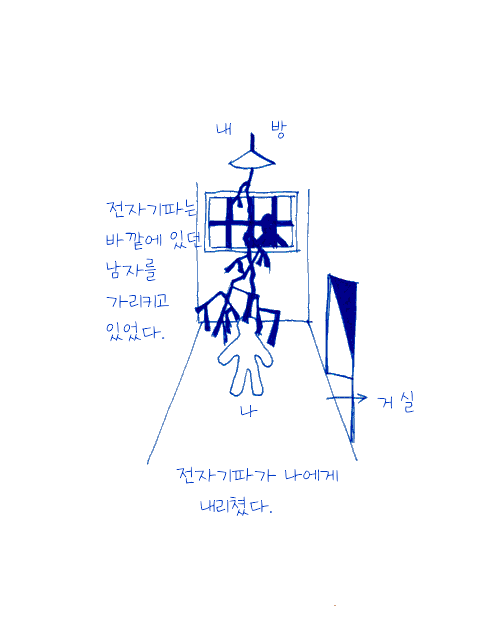 내 방
전자기파는
바깥에 있던
남자를
가리키고
있었다.
거실
나
전자기파가 나에게
내리쳤다.